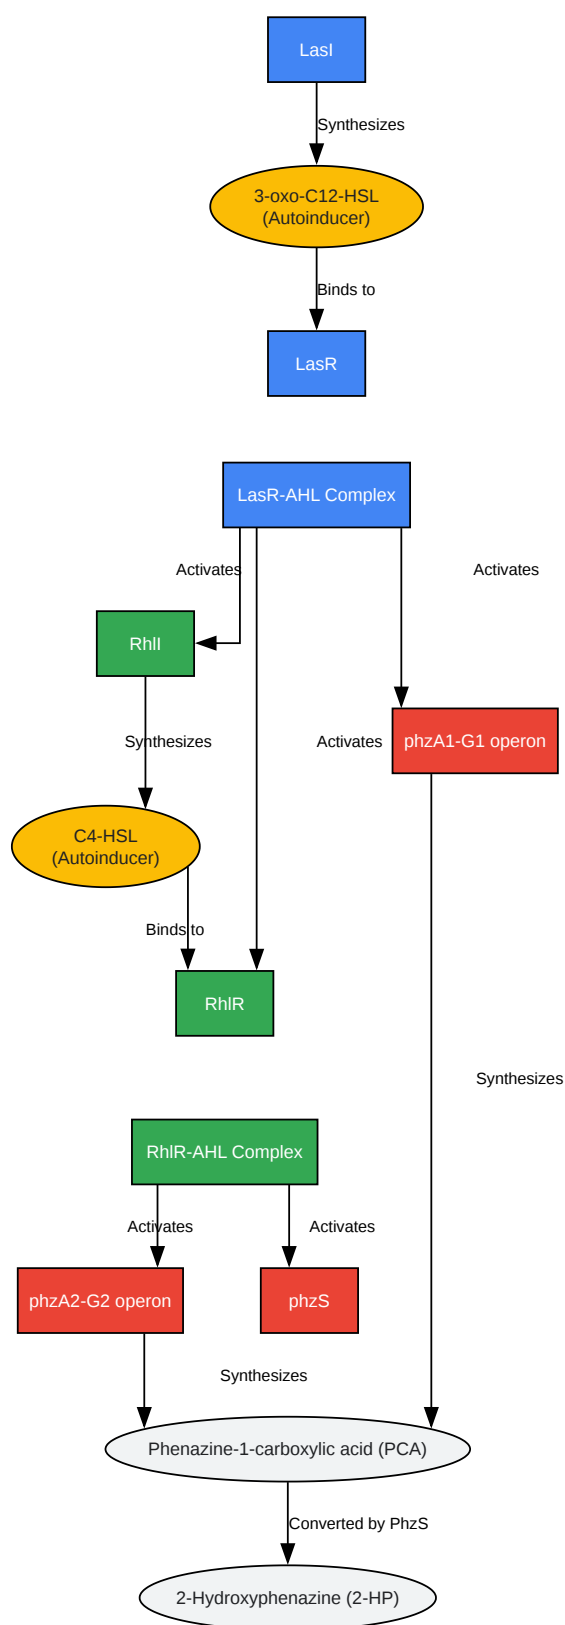 LasI
Synthesizes
3-oxo-C12-HSL
(Autoinducer)
Binds to
LasR
LasR-AHL Complex
Activates
Activates
RhlI
Synthesizes
Activates
phzA1-G1 operon
C4-HSL
(Autoinducer)
Binds to
RhlR
Synthesizes
RhlR-AHL Complex
Activates
Activates
phzA2-G2 operon
phzS
Synthesizes
Phenazine-1-carboxylic acid (PCA)
Converted by PhzS
2-Hydroxyphenazine (2-HP)